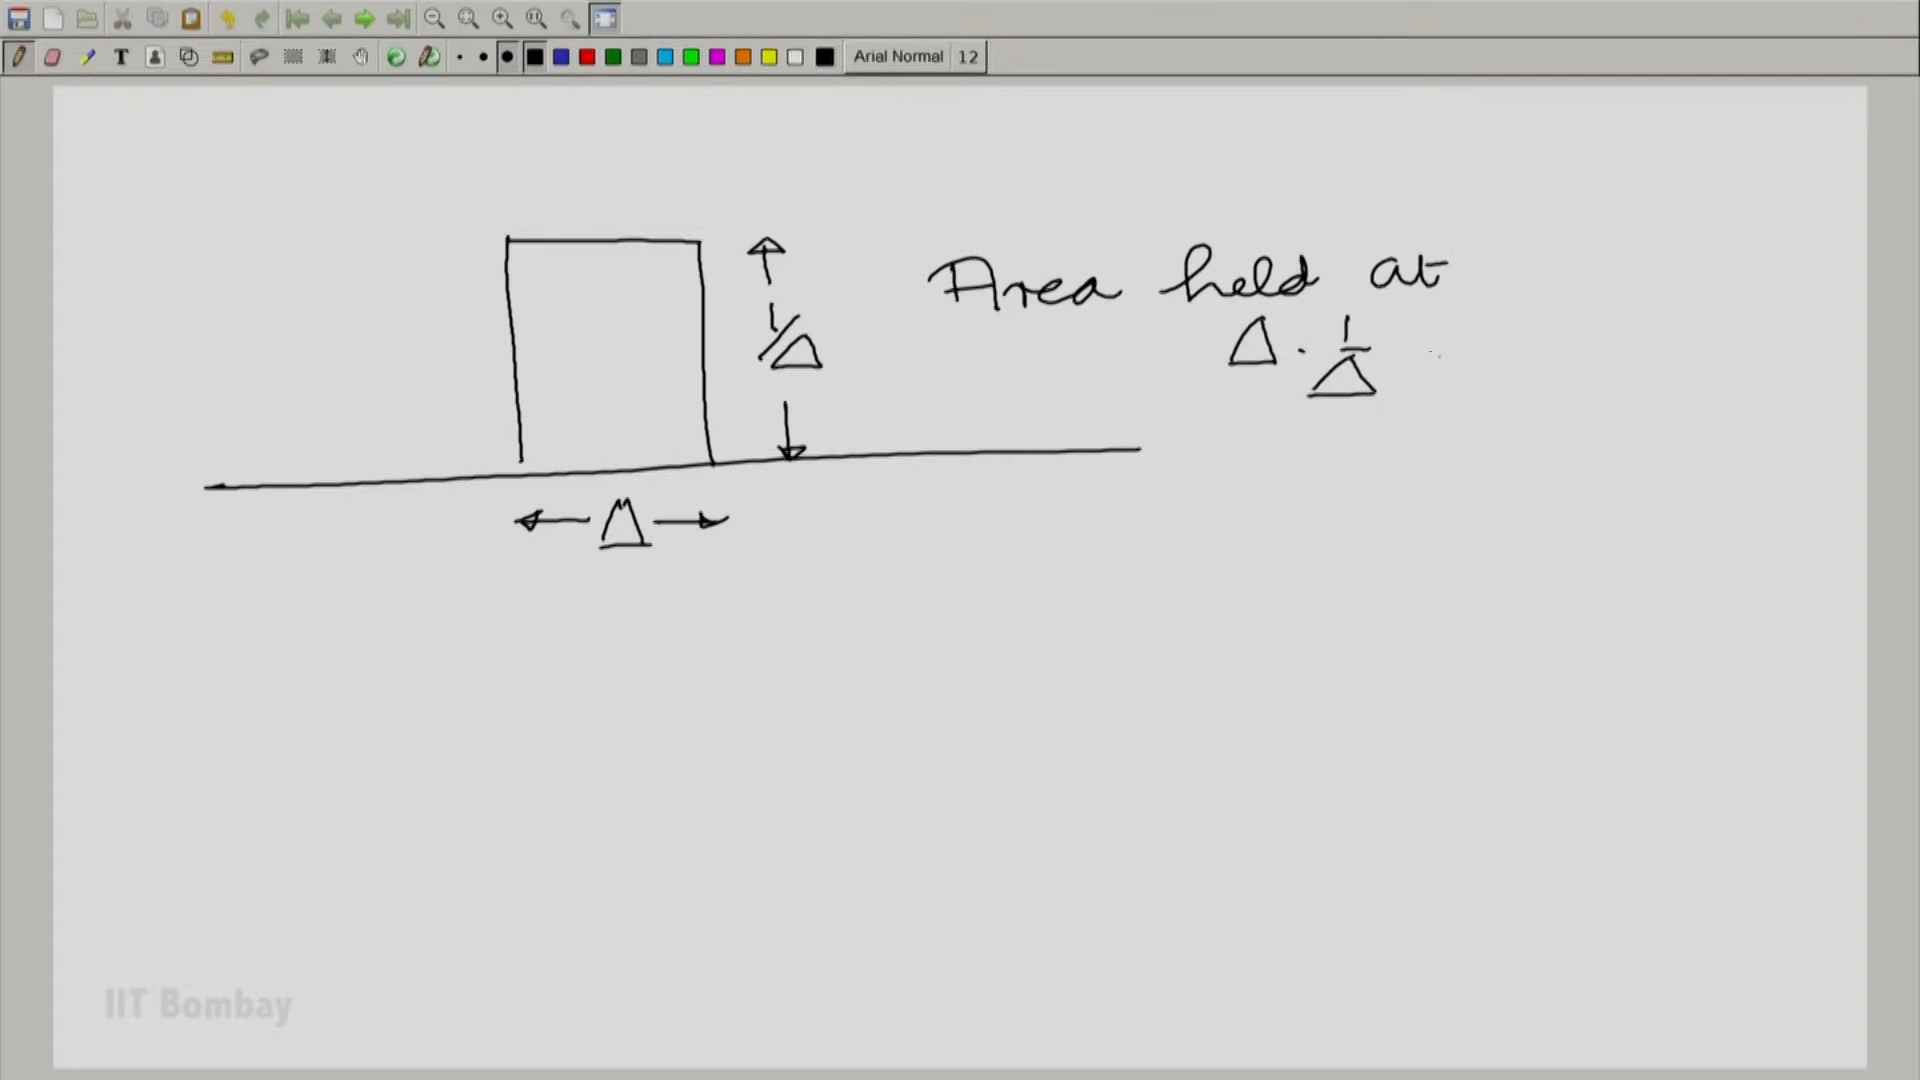 Arial Normal 12
Area held at
Δ · 1/Δ
1/Δ
Δ
IIT Bombay